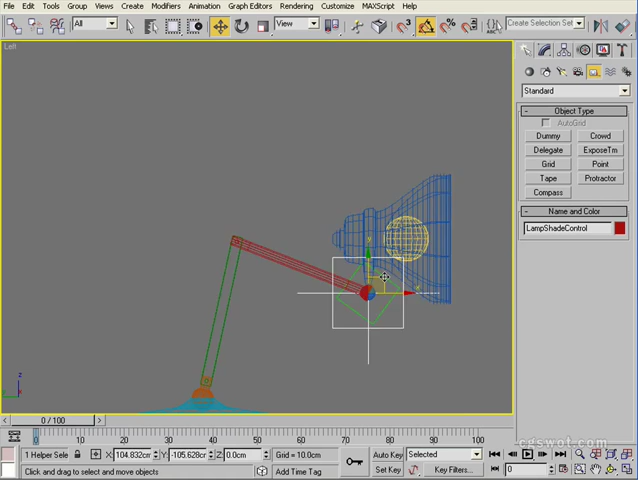 File Edit Tools Group Views Create Modifiers Animation Graph Editors Rendering Customize MAXScript Help
All View Create Selection Set
Left
Standard
- Object Type
AutoGrid
Dummy Crowd
Delegate ExposeTm
Grid Point
Tape Protractor
Compass
- Name and Color
LampShadeControl
y
x
z
cgswot.com
0 / 100
0 10 20 30 40 50 60 70 80 90 100
1 Helper Sele X: 104.832cm Y: -105.628cm Z: 0.0cm Grid = 10.0cm Auto Key Selected
Click and drag to select and move objects Add Time Tag Set Key Key Filters... 0